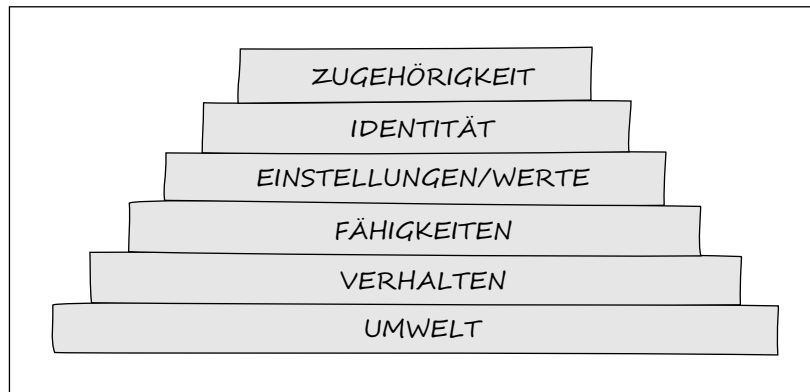 ZUGEHÖRIGKEIT
IDENTITÄT
EINSTELLUNGEN/WERTE
FÄHIGKEITEN
VERHALTEN
UMWELT